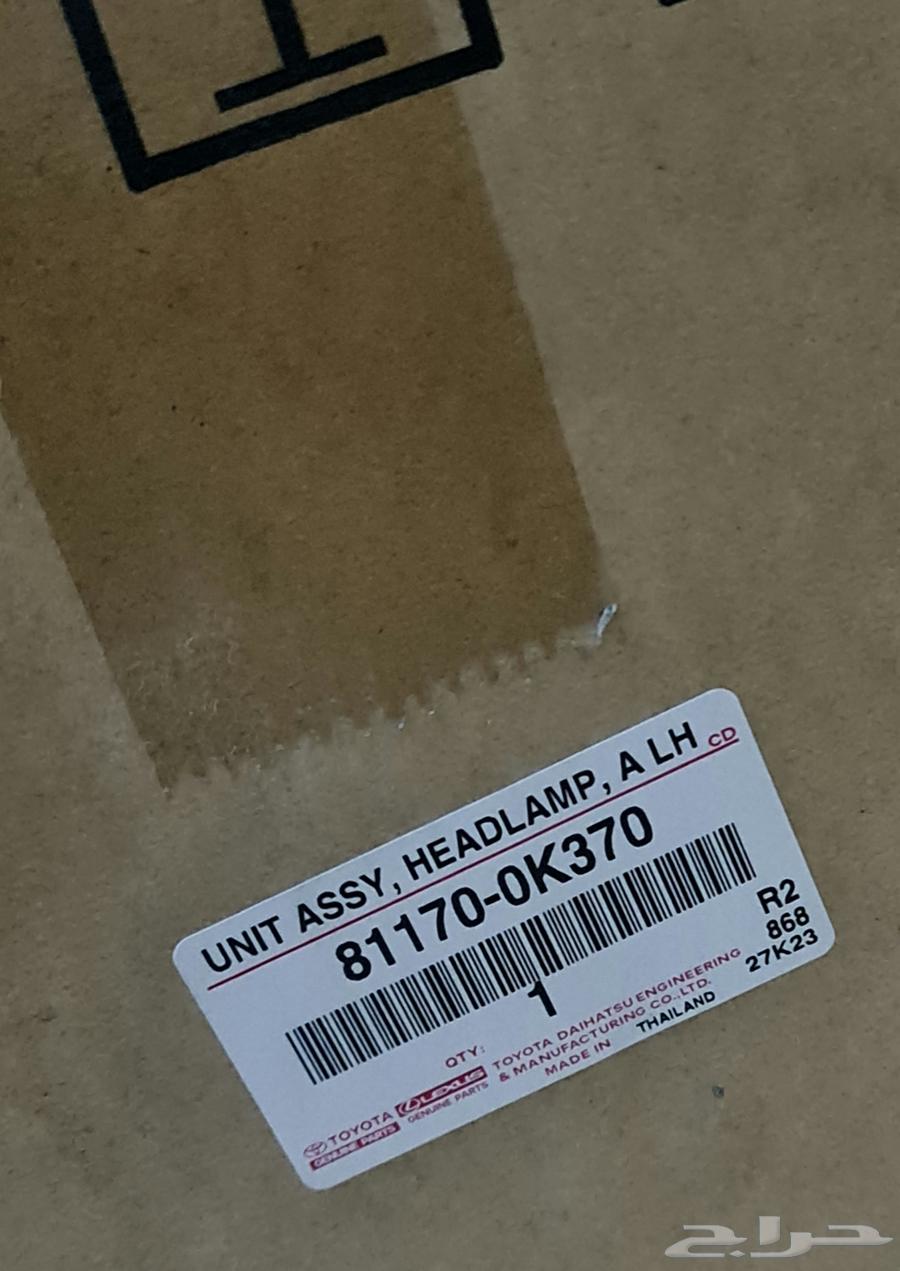 UNIT ASSY, HEADLAMP, A LH CD
81170-0K370
R2
868
27K23
QTY: 1
TOYOTA DAIHATSU ENGINEERING
& MANUFACTURING CO.,LTD.
MADE IN THAILAND
TOYOTA LEXUS
GENUINE PARTS GENUINE PARTS
حراج